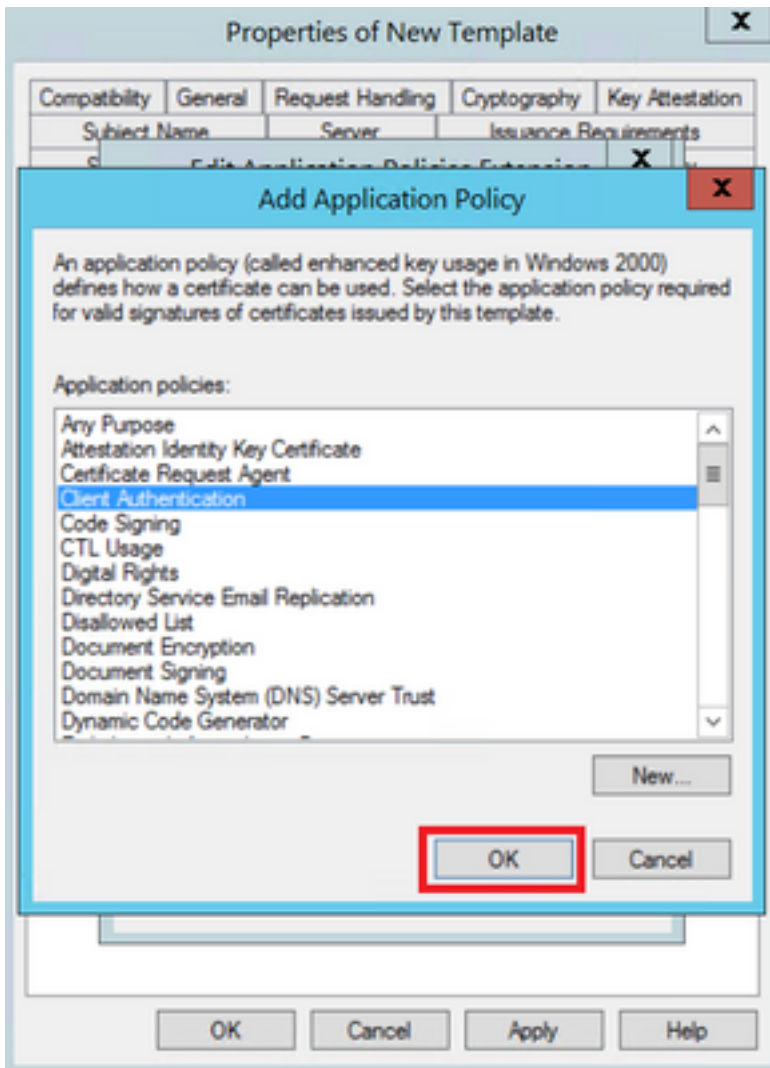 Properties of New Template
X
Compatibility General Request Handling Cryptography Key Attestation
Subject Name Server Issuance Requirements
Edit Application Policies Extension X
Add Application Policy X
An application policy (called enhanced key usage in Windows 2000)
defines how a certificate can be used. Select the application policy required
for valid signatures of certificates issued by this template.
Application policies:
Any Purpose
Attestation Identity Key Certificate
Certificate Request Agent
Client Authentication
Code Signing
CTL Usage
Digital Rights
Directory Service Email Replication
Disallowed List
Document Encryption
Document Signing
Domain Name System (DNS) Server Trust
Dynamic Code Generator
New...
OK Cancel
OK Cancel Apply Help